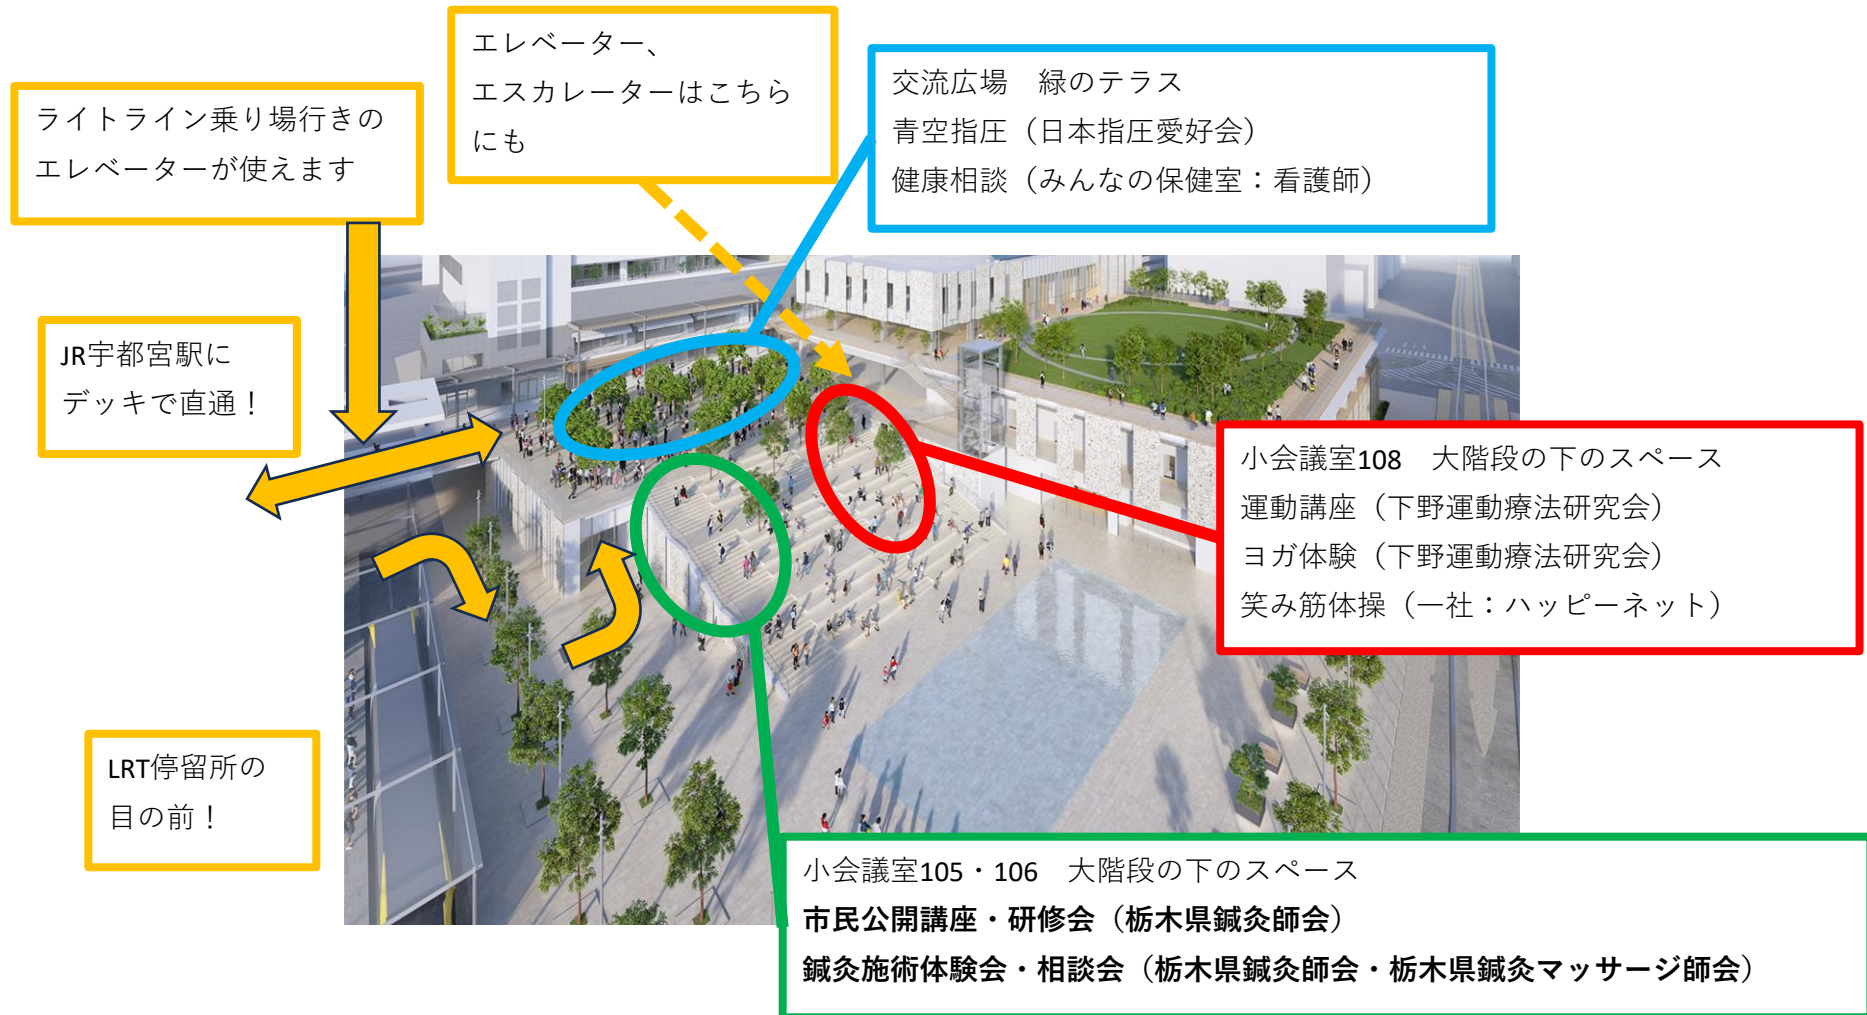 エレベーター、
エスカレーターはこちら
にも
ライトライン乗り場行きの
エレベーターが使えます
交流広場　緑のテラス
青空指圧（日本指圧愛好会）
健康相談（みんなの保健室：看護師）
JR宇都宮駅に
デッキで直通！
小会議室108　大階段の下のスペース
運動講座（下野運動療法研究会）
ヨガ体験（下野運動療法研究会）
笑み筋体操（一社：ハッピーネット）
LRT停留所の
目の前！
小会議室105・106　大階段の下のスペース
市民公開講座・研修会（栃木県鍼灸師会）
鍼灸施術体験会・相談会（栃木県鍼灸師会・栃木県鍼灸マッサージ師会）